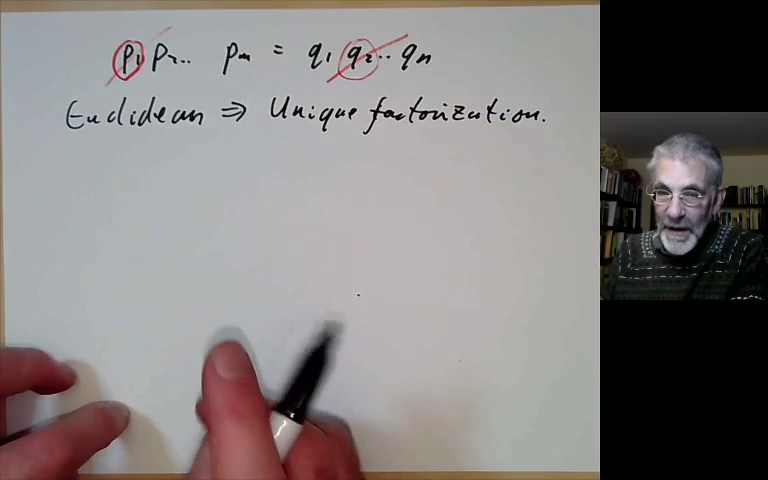 p1 p2.. pm = q1 q2.. qn
Euclidean ⇒ Unique factorization.